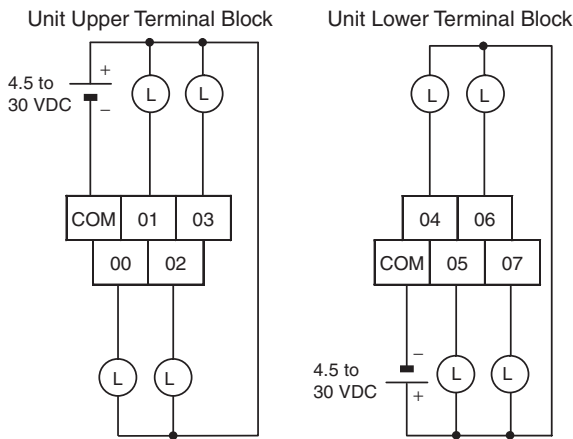 Unit Upper Terminal Block
Unit Lower Terminal Block
4.5 to
30 VDC
+
−
L
L
L
L
COM 01 03
00 02
04 06
COM 05 07
L
L
4.5 to
30 VDC
−
+
L
L